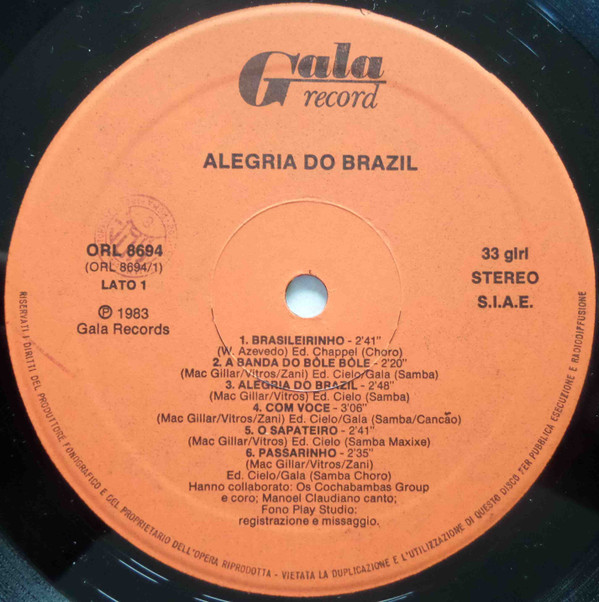 Gala
record
ALEGRIA DO BRAZIL
ORL 8694
(ORL 8694/1)
LATO 1
℗ 1983
Gala Records
33 giri
STEREO
S.I.A.E.
1. BRASILEIRINHO - 2'41"
(W. Azevedo) Ed. Chappel (Choro)
2. A BANDA DO BÔLE BÔLE - 2'20"
(Mac Gillar/Vitros/Zani) Ed. Cielo/Gala (Samba)
3. ALEGRIA DO BRAZIL - 2'48"
(Mac Gillar/Vitros) Ed. Cielo (Samba)
4. COM VOCE - 3'06"
(Mac Gillar/Vitros/Zani) Ed. Cielo/Gala (Samba/Cancão)
5. O SAPATEIRO - 2'41"
(Mac Gillar/Vitros) Ed. Cielo (Samba Maxixe)
6. PASSARINHO - 2'35"
(Mac Gillar/Vitros/Zani)
Ed. Cielo/Gala (Samba Choro)
Hanno collaborato: Os Cochabambas Group
e coro; Manoel Claudiano canto;
Fono Play Studio:
registrazione e missaggio.
RISERVATI I DIRITTI DEL PRODUTTORE FONOGRAFICO E DEL PROPRIETARIO DELL'OPERA RIPRODOTTA - VIETATA LA DUPLICAZIONE E L'UTILIZZAZIONE DI QUESTO DISCO PER PUBBLICA ESECUZIONE E RADIODIFFUSIONE